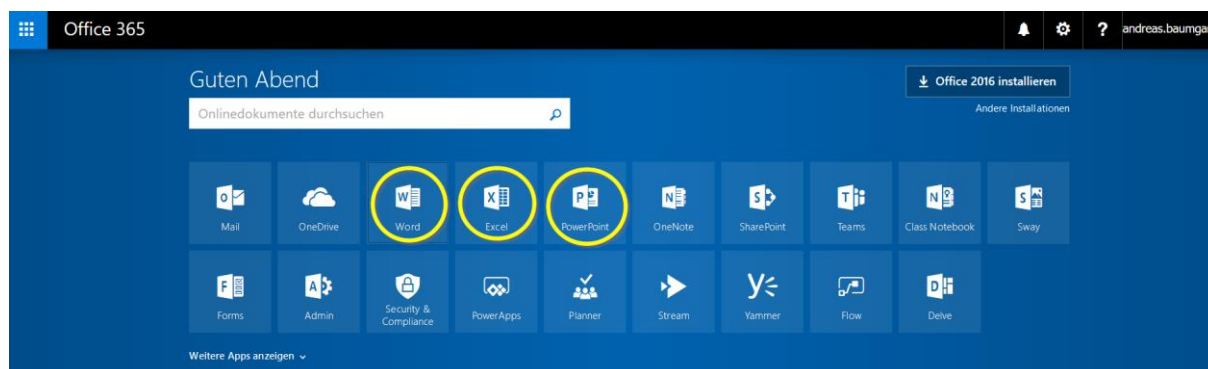 Office 365
?
andreas.baumga
Guten Abend
Office 2016 installieren
Onlinedokumente durchsuchen
Andere Installationen
Mail OneDrive Word Excel PowerPoint OneNote SharePoint Teams Class Notebook Sway
Forms Admin Security & Compliance PowerApps Planner Stream Yammer Flow Delve
Weitere Apps anzeigen